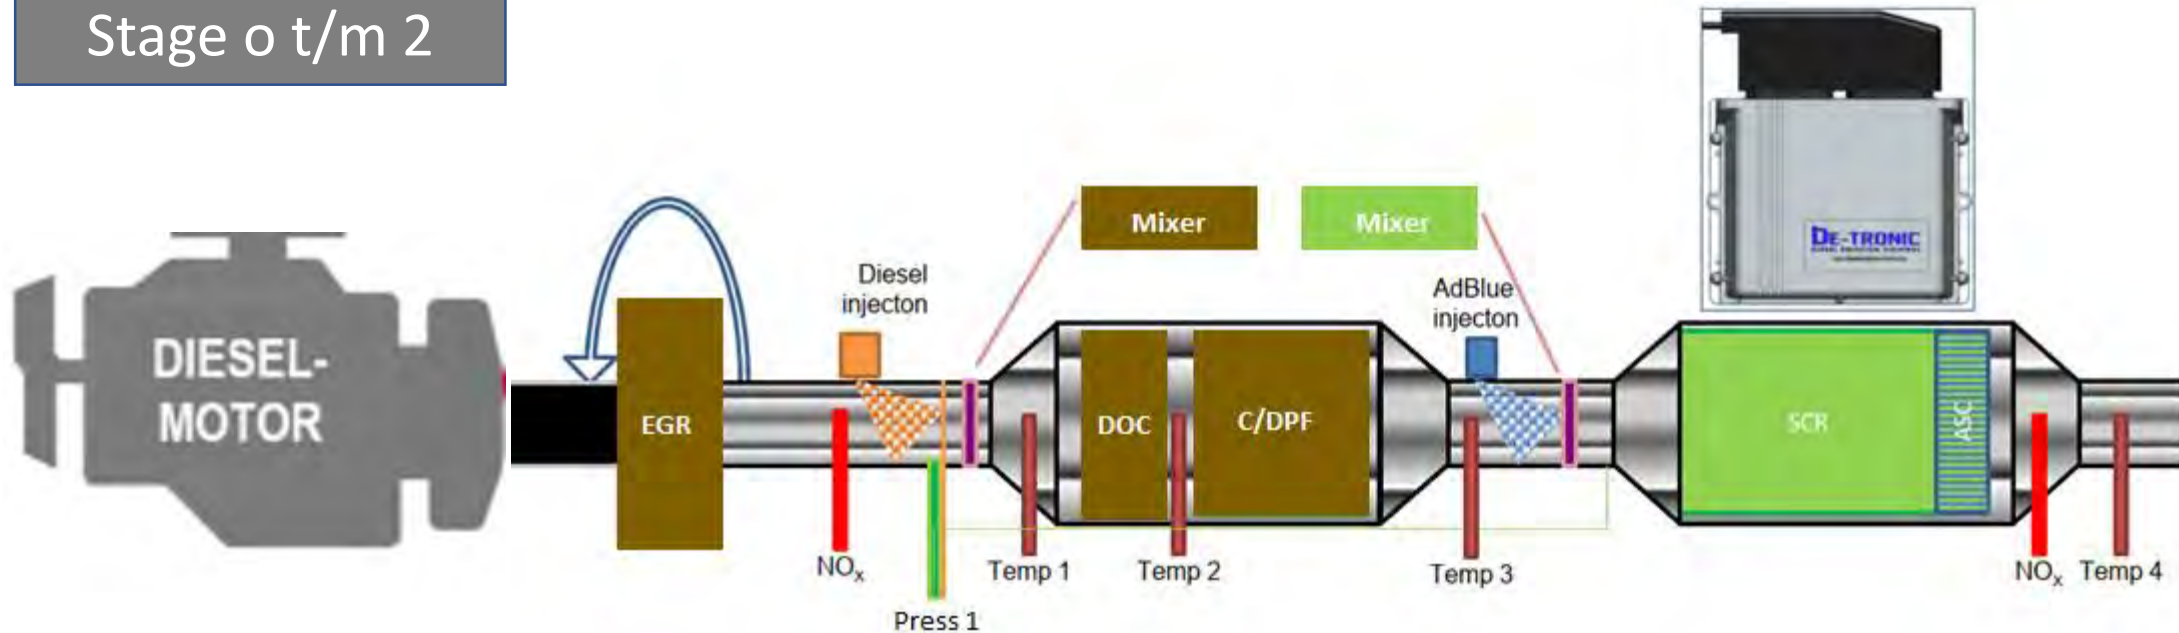 Stage o t/m 2
DIESEL-
MOTOR
EGR
Diesel
injecton
Mixer
Mixer
AdBlue
injecton
DE-TRONIC
DOC
C/DPF
SCR
ASC
NOx
Press 1
Temp 1
Temp 2
Temp 3
NOx
Temp 4